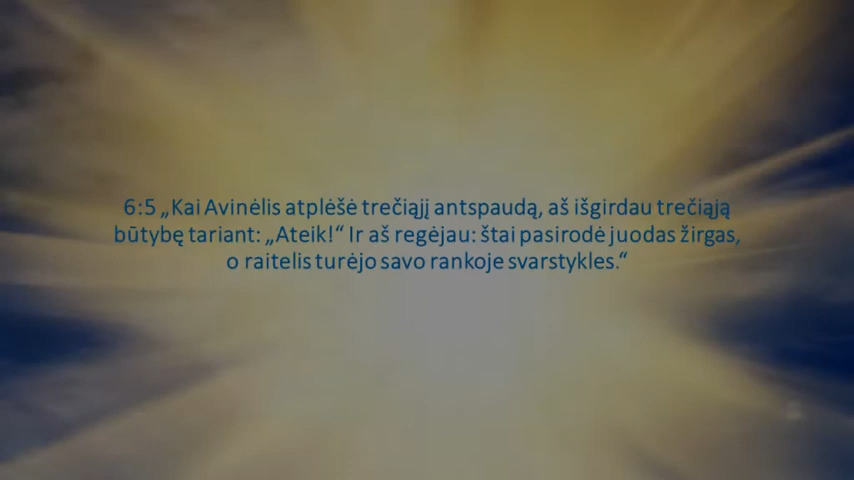 6:5 „Kai Avinėlis atplėšė trečiąjį antspaudą, aš išgirdau trečiąją
būtybę tariant: „Ateik!“ Ir aš regėjau: štai pasirodė juodas žirgas,
o raitelis turėjo savo rankoje svarstykles.“